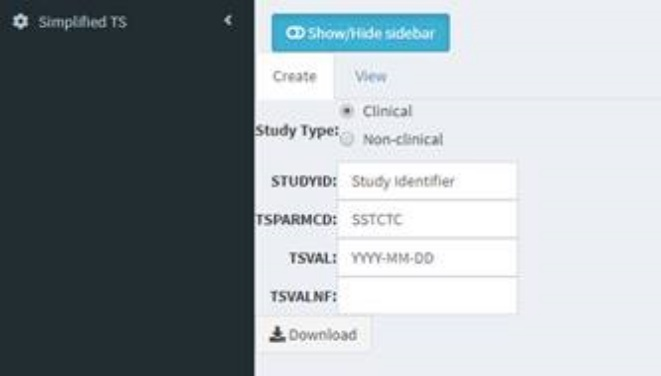 Simplified TS
Show/Hide sidebar
Create View
Study Type:
Clinical
Non-clinical
STUDYID: Study Identifier
TSPARMCD: SSTCTC
TSVAL: YYYY-MM-DD
TSVALNF:
Download